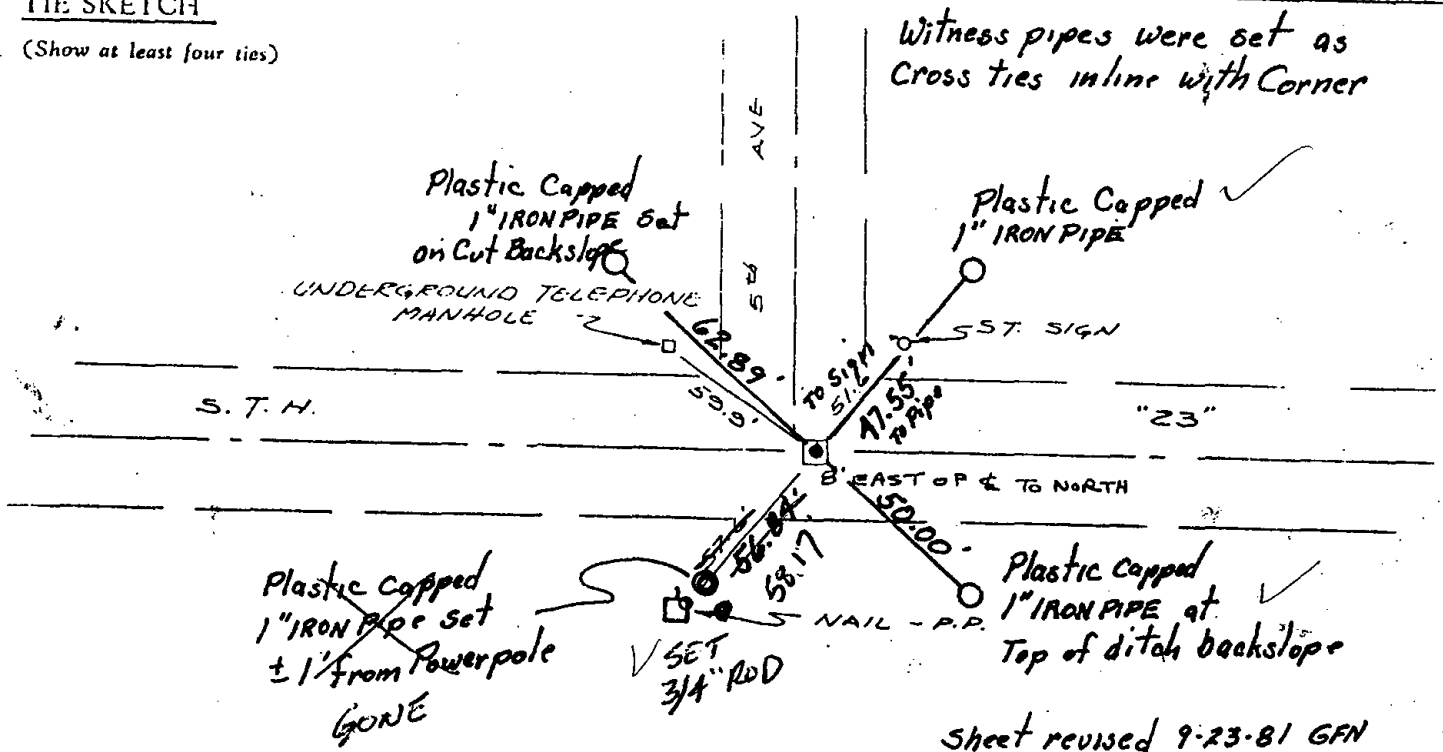 TIE SKETCH
(Show at least four ties)
Witness pipes were set as
Cross ties inline with Corner
5th AVE
Plastic Capped
1" IRON PIPE Set
on Cut Backslope
Plastic Capped
1" IRON PIPE
UNDERGROUND TELEPHONE
MANHOLE
ST. SIGN
62.89'
59.9'
TO SIGN
51.6
47.55'
To Pipe
S. T. H.
"23"
8' EAST OF ℄ TO NORTH
56.84'
58.17
50.00'
Plastic Capped
1" IRON Pipe Set
± 1' from Powerpole
GONE
NAIL - P.P.
SET
3/4" ROD
Plastic Capped
1" IRON PIPE at
Top of ditch backslope
Sheet revised 9-23-81 GFN